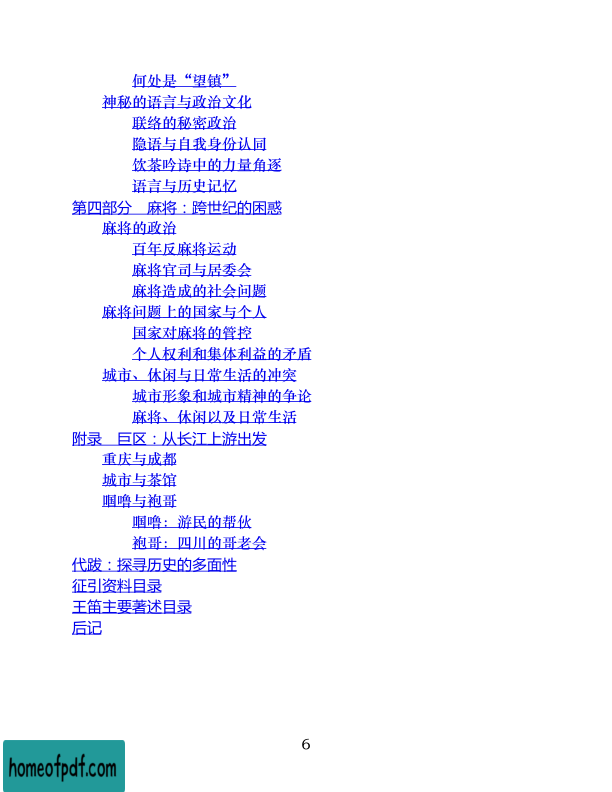 何处是“望镇”
神秘的语言与政治文化
联络的秘密政治
隐语与自我身份认同
饮茶吟诗中的力量角逐
语言与历史记忆
第四部分　麻将：跨世纪的困惑
麻将的政治
百年反麻将运动
麻将官司与居委会
麻将造成的社会问题
麻将问题上的国家与个人
国家对麻将的管控
个人权利和集体利益的矛盾
城市、休闲与日常生活的冲突
城市形象和城市精神的争论
麻将、休闲以及日常生活
附录　巨区：从长江上游出发
重庆与成都
城市与茶馆
啯噜与袍哥
啯噜：游民的帮伙
袍哥：四川的哥老会
代跋：探寻历史的多面性
征引资料目录
王笛主要著述目录
后记
6
homeofpdf.com